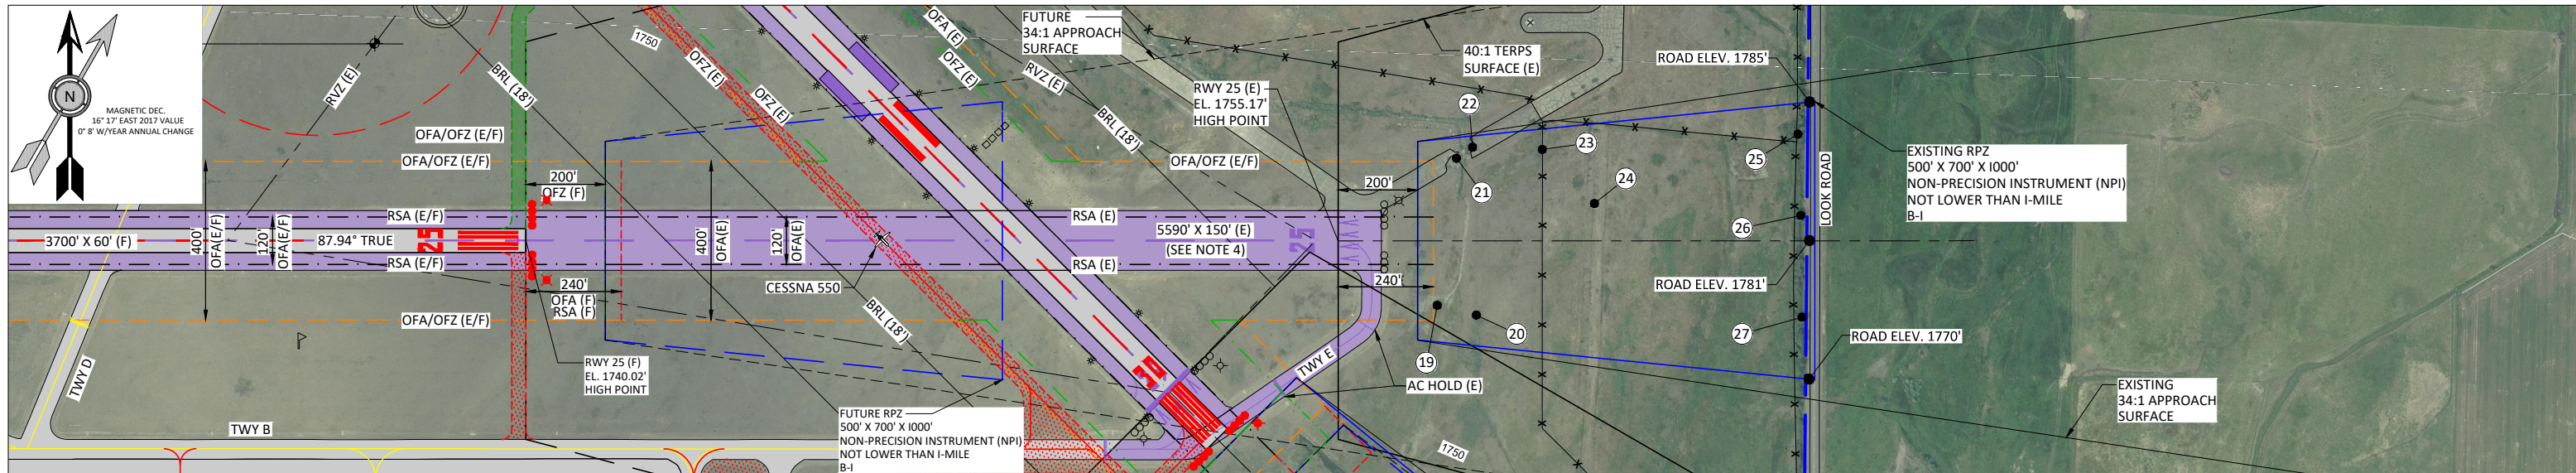 N
MAGNETIC DEC.
16° 17' EAST 2017 VALUE
0° 8' W/YEAR ANNUAL CHANGE
RVZ (E)
BRL (18')
1750
OFZ (E)
OFZ (E)
OFA (E)
OFZ (E)
RVZ (E)
BRL (18')
FUTURE
34:1 APPROACH
SURFACE
40:1 TERPS
SURFACE (E)
RWY 25 (E)
EL. 1755.17'
HIGH POINT
ROAD ELEV. 1785'
OFA/OFZ (E/F)
OFA/OFZ (E/F)
OFA/OFZ (E/F)
200'
OFZ (F)
200'
22
23
21
24
25
EXISTING RPZ
500' X 700' X I000'
NON-PRECISION INSTRUMENT (NPI)
NOT LOWER THAN I-MILE
B-I
LOOK ROAD
26
RSA (E/F)
RSA (E)
3700' X 60' (F)
400'
OFA(E/F)
120'
OFA(E/F)
87.94° TRUE
25
400'
OFA(E)
120'
OFA(E)
5590' X 150' (E)
(SEE NOTE 4)
25
RSA (E/F)
RSA (E)
240'
OFA (F)
RSA (F)
CESSNA 550
240'
ROAD ELEV. 1781'
OFA/OFZ (E/F)
BRL (18')
19
20
27
ROAD ELEV. 1770'
TWY D
RWY 25 (F)
EL. 1740.02'
HIGH POINT
30
TWY E
AC HOLD (E)
EXISTING
34:1 APPROACH
SURFACE
TWY B
FUTURE RPZ
500' X 700' X I000'
NON-PRECISION INSTRUMENT (NPI)
NOT LOWER THAN I-MILE
B-I
1750